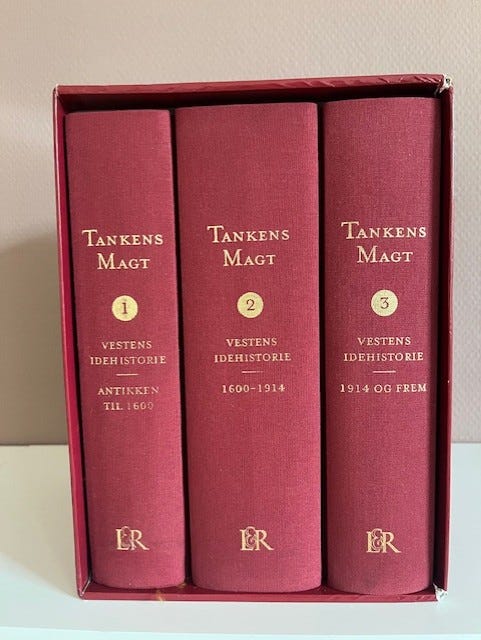 TANKENS
MAGT
1
VESTENS
IDEHISTORIE
ANTIKKEN
TIL 1600
L&R
TANKENS
MAGT
2
VESTENS
IDEHISTORIE
1600-1914
L&R
TANKENS
MAGT
3
VESTENS
IDEHISTORIE
1914 OG FREM
L&R